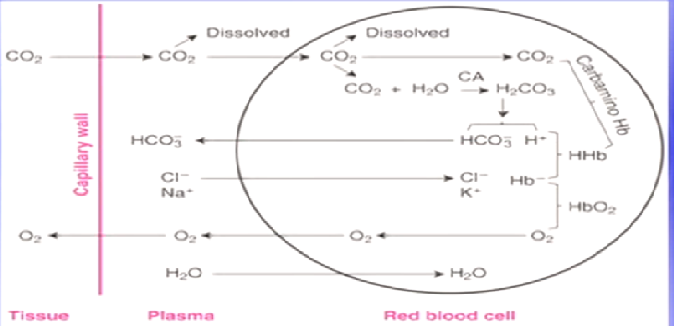 Dissolved Dissolved
CO₂ CO₂ CO₂ CO₂
CO₂ + H₂O CA H₂CO₃
Carbamino Hb
Capillary wall
HCO₃⁻ HCO₃⁻ H⁺
HHb
Cl⁻ Cl⁻ Hb⁻
Na⁺ K⁺
HbO₂
O₂ O₂ O₂ O₂
H₂O H₂O
Tissue Plasma Red blood cell